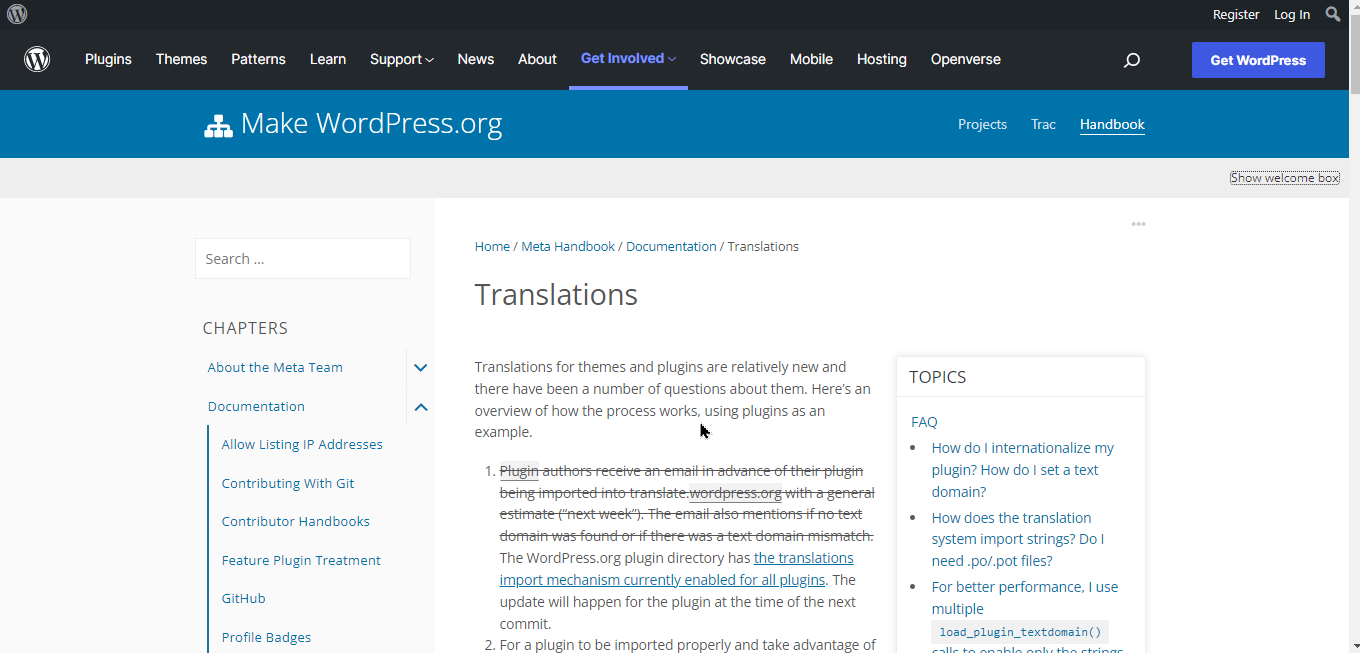 Register Log In
Plugins Themes Patterns Learn Support News About Get Involved Showcase Mobile Hosting Openverse Get WordPress
Make WordPress.org Projects Trac Handbook
Show welcome box
Search ...
CHAPTERS
About the Meta Team
Documentation
Allow Listing IP Addresses
Contributing With Git
Contributor Handbooks
Feature Plugin Treatment
GitHub
Profile Badges
Home / Meta Handbook / Documentation / Translations
Translations
Translations for themes and plugins are relatively new and
there have been a number of questions about them. Here’s an
overview of how the process works, using plugins as an
example.
1. Plugin authors receive an email in advance of their plugin
being imported into translate.wordpress.org with a general
estimate (“next week”). The email also mentions if no text
domain was found or if there was a text domain mismatch.
The WordPress.org plugin directory has the translations
import mechanism currently enabled for all plugins. The
update will happen for the plugin at the time of the next
commit.
2. For a plugin to be imported properly and take advantage of
TOPICS
FAQ
How do I internationalize my
plugin? How do I set a text
domain?
How does the translation
system import strings? Do I
need .po/.pot files?
For better performance, I use
multiple
load_plugin_textdomain()
calls to enable only the strings